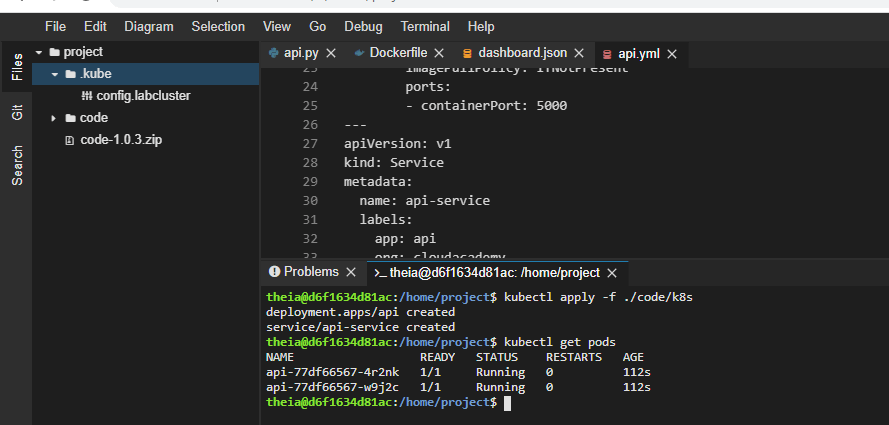 File Edit Diagram Selection View Go Debug Terminal Help
Files
Git
Search
project
.kube
config.labcluster
code
code-1.0.3.zip
api.py
Dockerfile
dashboard.json
api.yml
23 imagePullPolicy: IfNotPresent
24 ports:
25 - containerPort: 5000
26 ---
27 apiVersion: v1
28 kind: Service
29 metadata:
30 name: api-service
31 labels:
32 app: api
33 org: cloudacademy
Problems
>_ theia@d6f1634d81ac: /home/project
theia@d6f1634d81ac:/home/project$ kubectl apply -f ./code/k8s
deployment.apps/api created
service/api-service created
theia@d6f1634d81ac:/home/project$ kubectl get pods
NAME READY STATUS RESTARTS AGE
api-77df66567-4r2nk 1/1 Running 0 112s
api-77df66567-w9j2c 1/1 Running 0 112s
theia@d6f1634d81ac:/home/project$